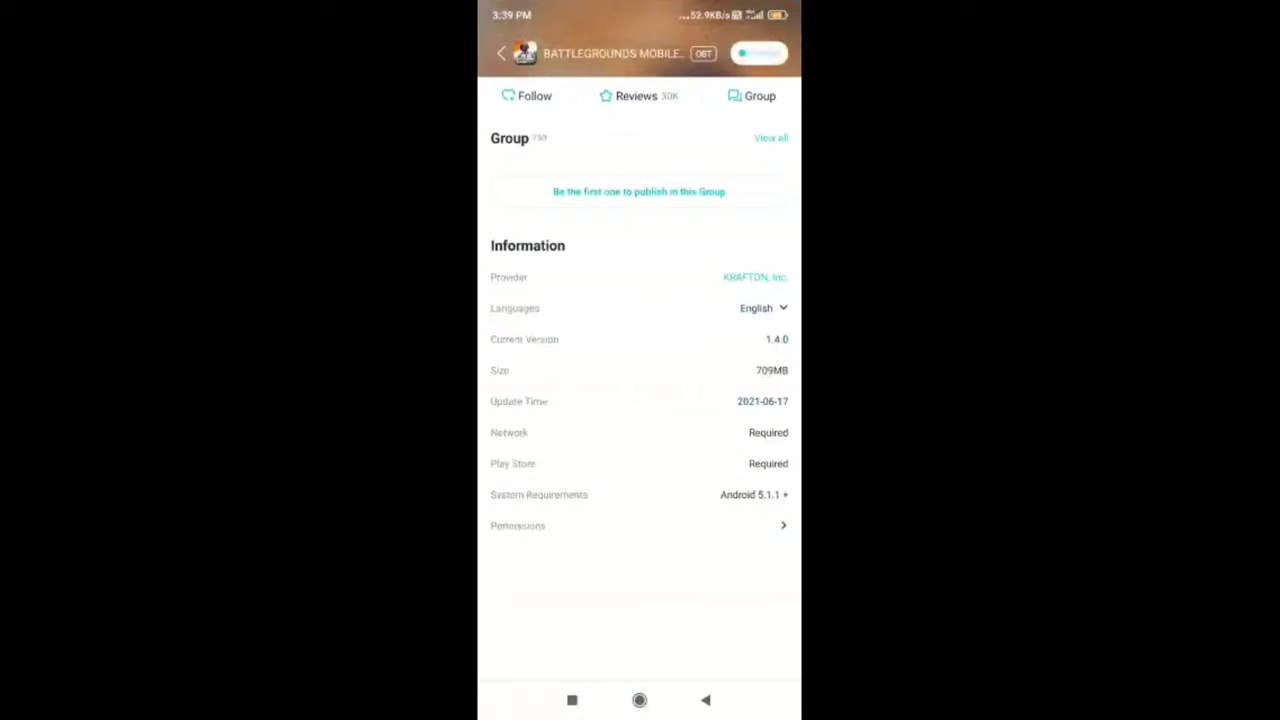 3:39 PM
...52.9KB/s
BATTLEGROUNDS MOBILE.. OBT
Follow
Reviews 30K
Group
Group 730
View all
Be the first one to publish in this Group
Information
Provider KRAFTON, Inc.
Languages English
Current Version 1.4.0
Size 709MB
Update Time 2021-06-17
Network Required
Play Store Required
System Requirements Android 5.1.1 +
Permissions